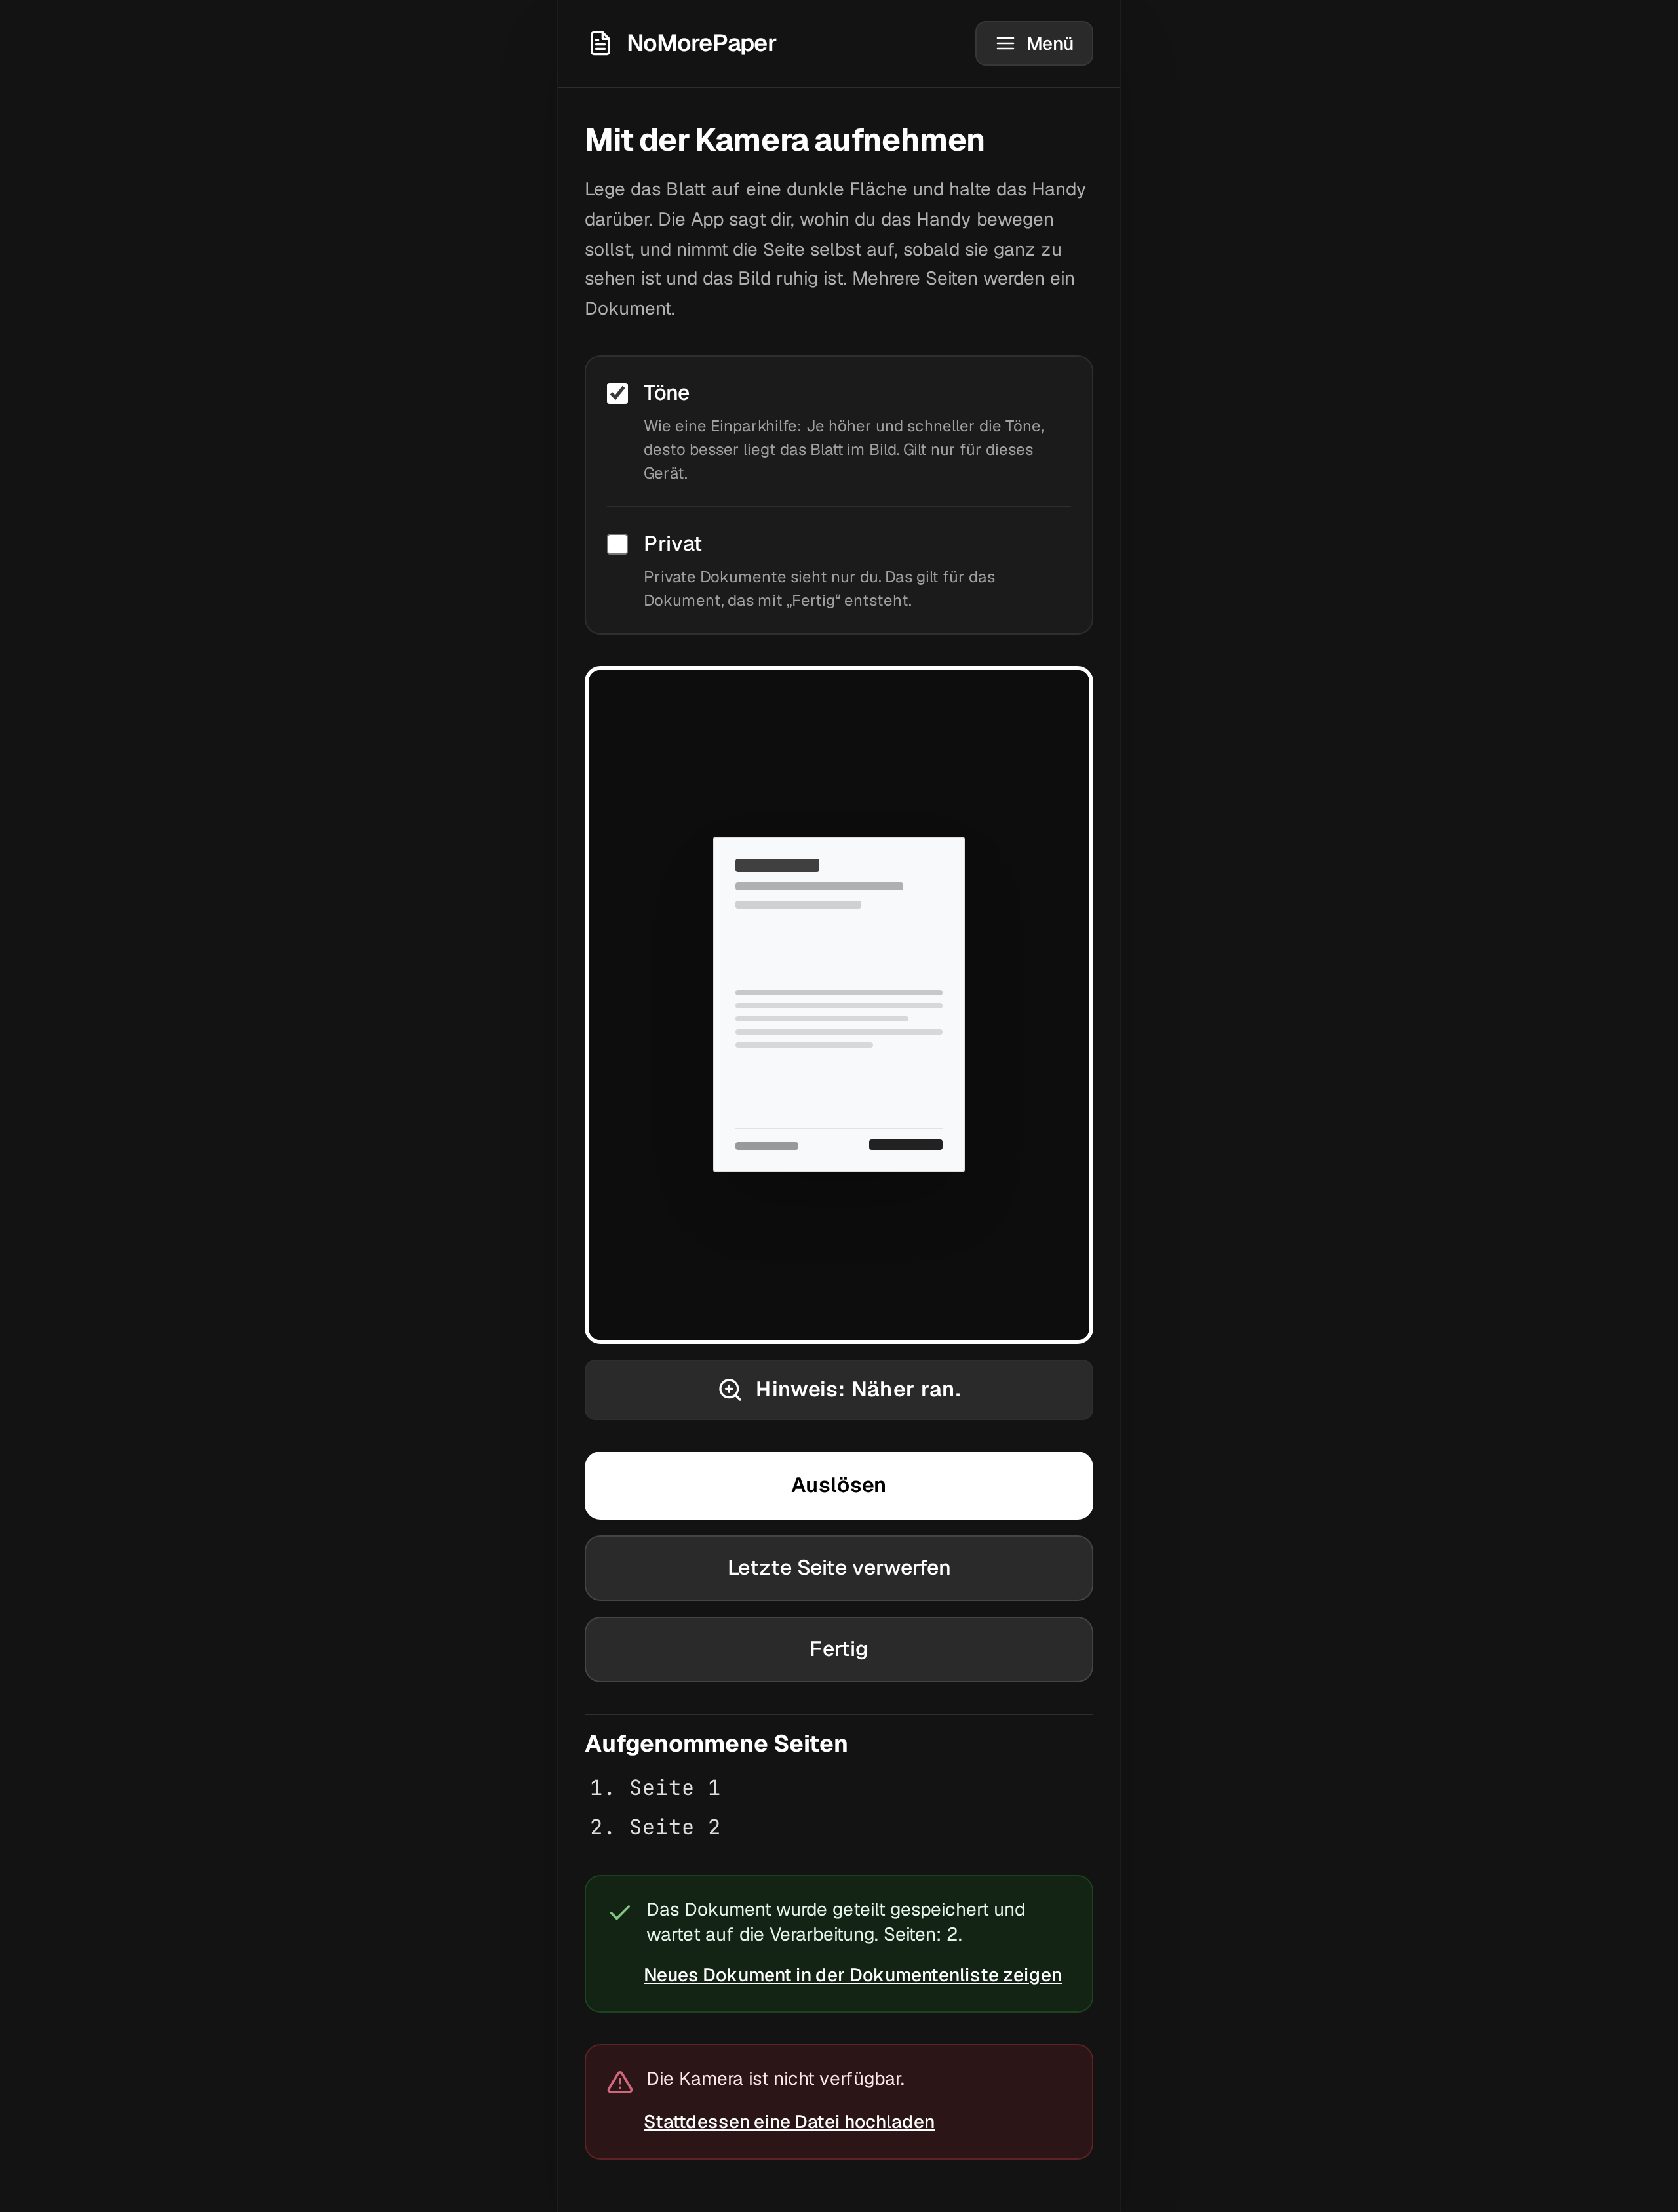 NoMorePaper
Menü
Mit der Kamera aufnehmen
Lege das Blatt auf eine dunkle Fläche und halte das Handy
darüber. Die App sagt dir, wohin du das Handy bewegen
sollst, und nimmt die Seite selbst auf, sobald sie ganz zu
sehen ist und das Bild ruhig ist. Mehrere Seiten werden ein
Dokument.
Töne
Wie eine Einparkhilfe: Je höher und schneller die Töne,
desto besser liegt das Blatt im Bild. Gilt nur für dieses
Gerät.
Privat
Private Dokumente sieht nur du. Das gilt für das
Dokument, das mit „Fertig“ entsteht.
Hinweis: Näher ran.
Auslösen
Letzte Seite verwerfen
Fertig
Aufgenommene Seiten
1. Seite 1
2. Seite 2
Das Dokument wurde geteilt gespeichert und
wartet auf die Verarbeitung. Seiten: 2.
Neues Dokument in der Dokumentenliste zeigen
Die Kamera ist nicht verfügbar.
Stattdessen eine Datei hochladen